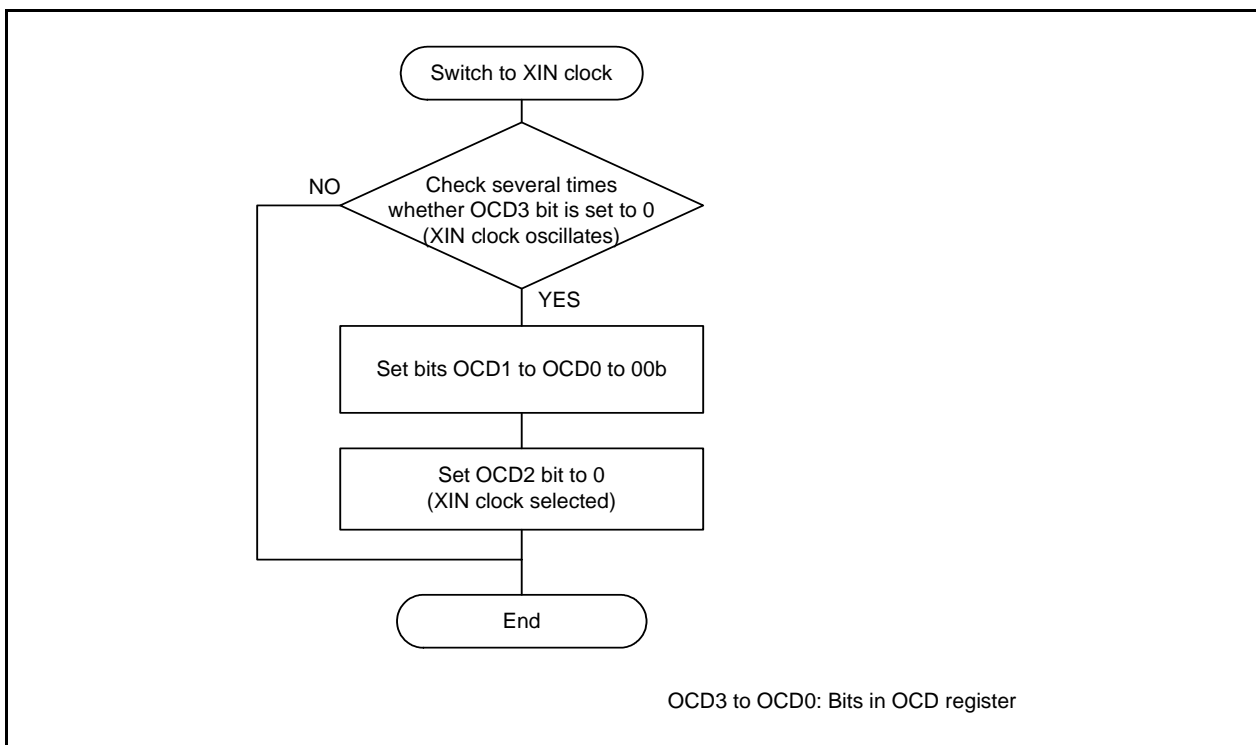 Switch to XIN clock
NO
Check several times
whether OCD3 bit is set to 0
(XIN clock oscillates)
YES
Set bits OCD1 to OCD0 to 00b
Set OCD2 bit to 0
(XIN clock selected)
End
OCD3 to OCD0: Bits in OCD register